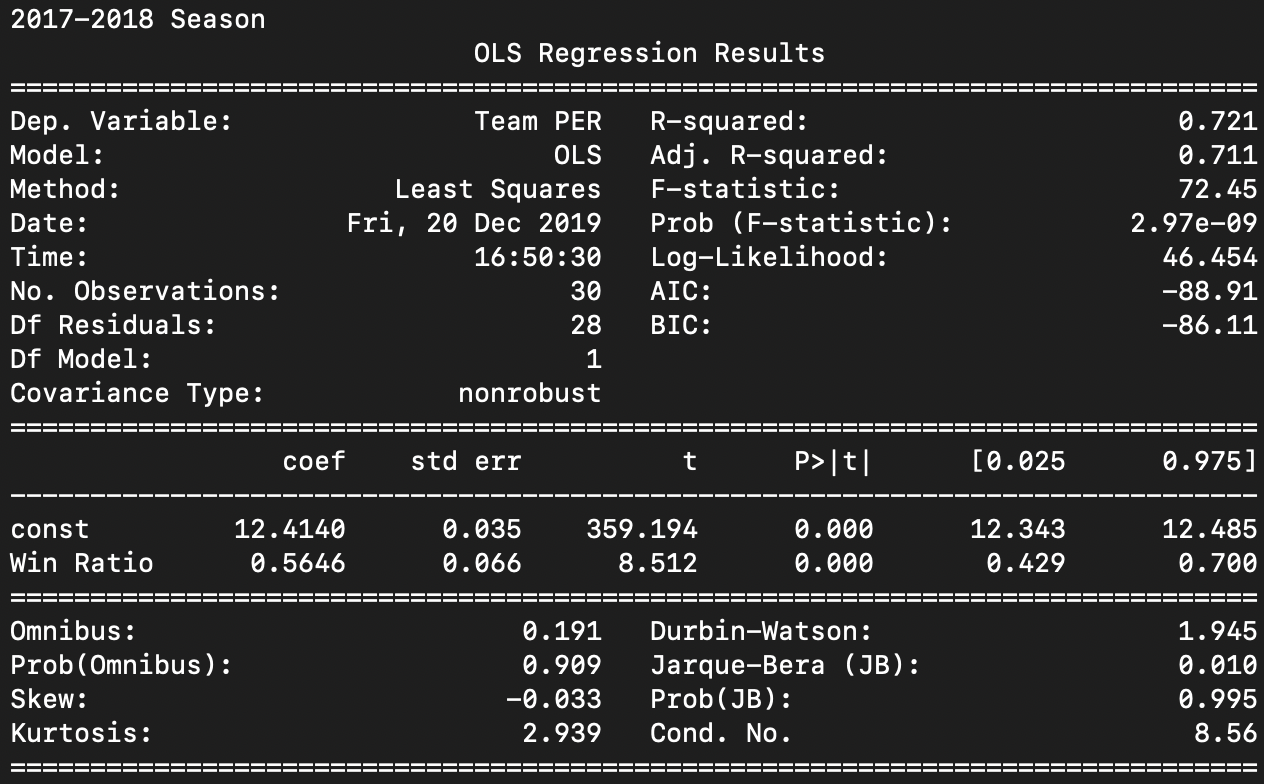 2017-2018 Season
OLS Regression Results
==============================================================================
Dep. Variable:               Team PER   R-squared:                       0.721
Model:                            OLS   Adj. R-squared:                  0.711
Method:                 Least Squares   F-statistic:                     72.45
Date:                Fri, 20 Dec 2019   Prob (F-statistic):           2.97e-09
Time:                        16:50:30   Log-Likelihood:                 46.454
No. Observations:                  30   AIC:                            -88.91
Df Residuals:                      28   BIC:                            -86.11
Df Model:                           1
Covariance Type:            nonrobust
==============================================================================
                 coef    std err          t      P>|t|      [0.025      0.975]
------------------------------------------------------------------------------
const         12.4140      0.035    359.194      0.000      12.343      12.485
Win Ratio      0.5646      0.066      8.512      0.000       0.429       0.700
==============================================================================
Omnibus:                        0.191   Durbin-Watson:                   1.945
Prob(Omnibus):                  0.909   Jarque-Bera (JB):                0.010
Skew:                          -0.033   Prob(JB):                        0.995
Kurtosis:                       2.939   Cond. No.                         8.56
==============================================================================